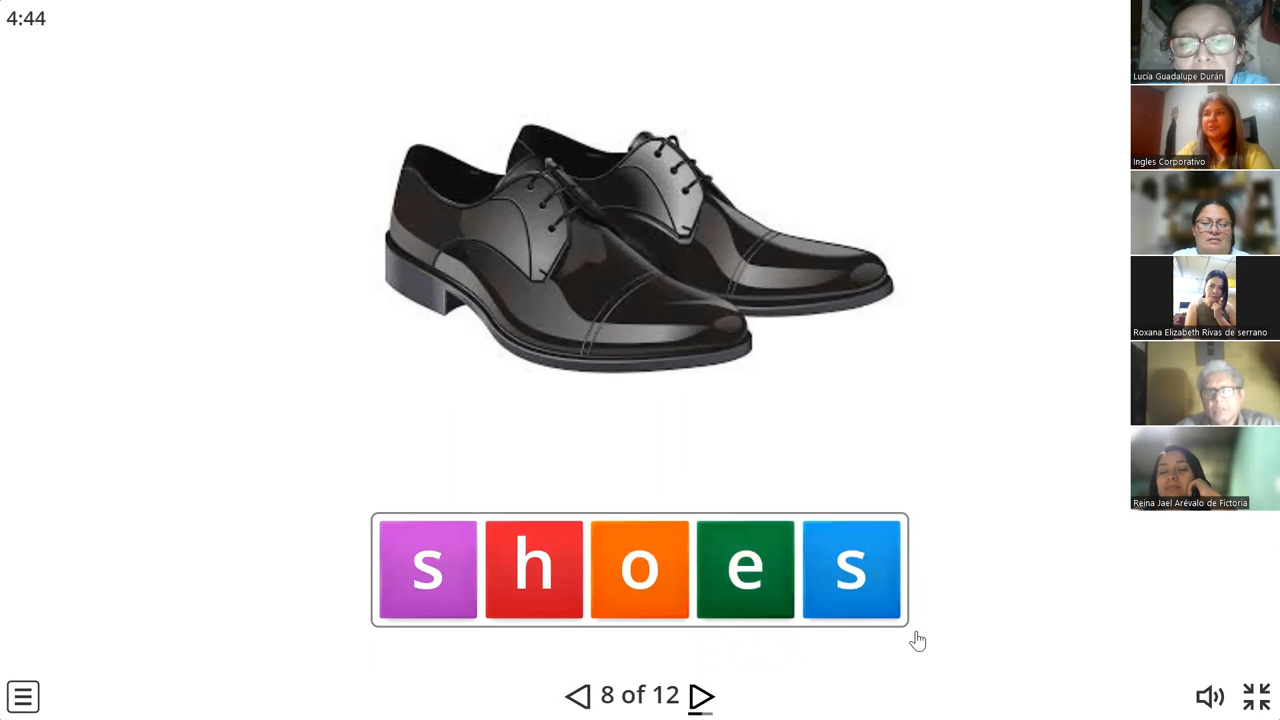 4:44
Lucía Guadalupe Durán
Ingles Corporativo
Roxana Elizabeth Rivas de serrano
Reina Jael Arévalo de Fictoria
s h o e s
8 of 12